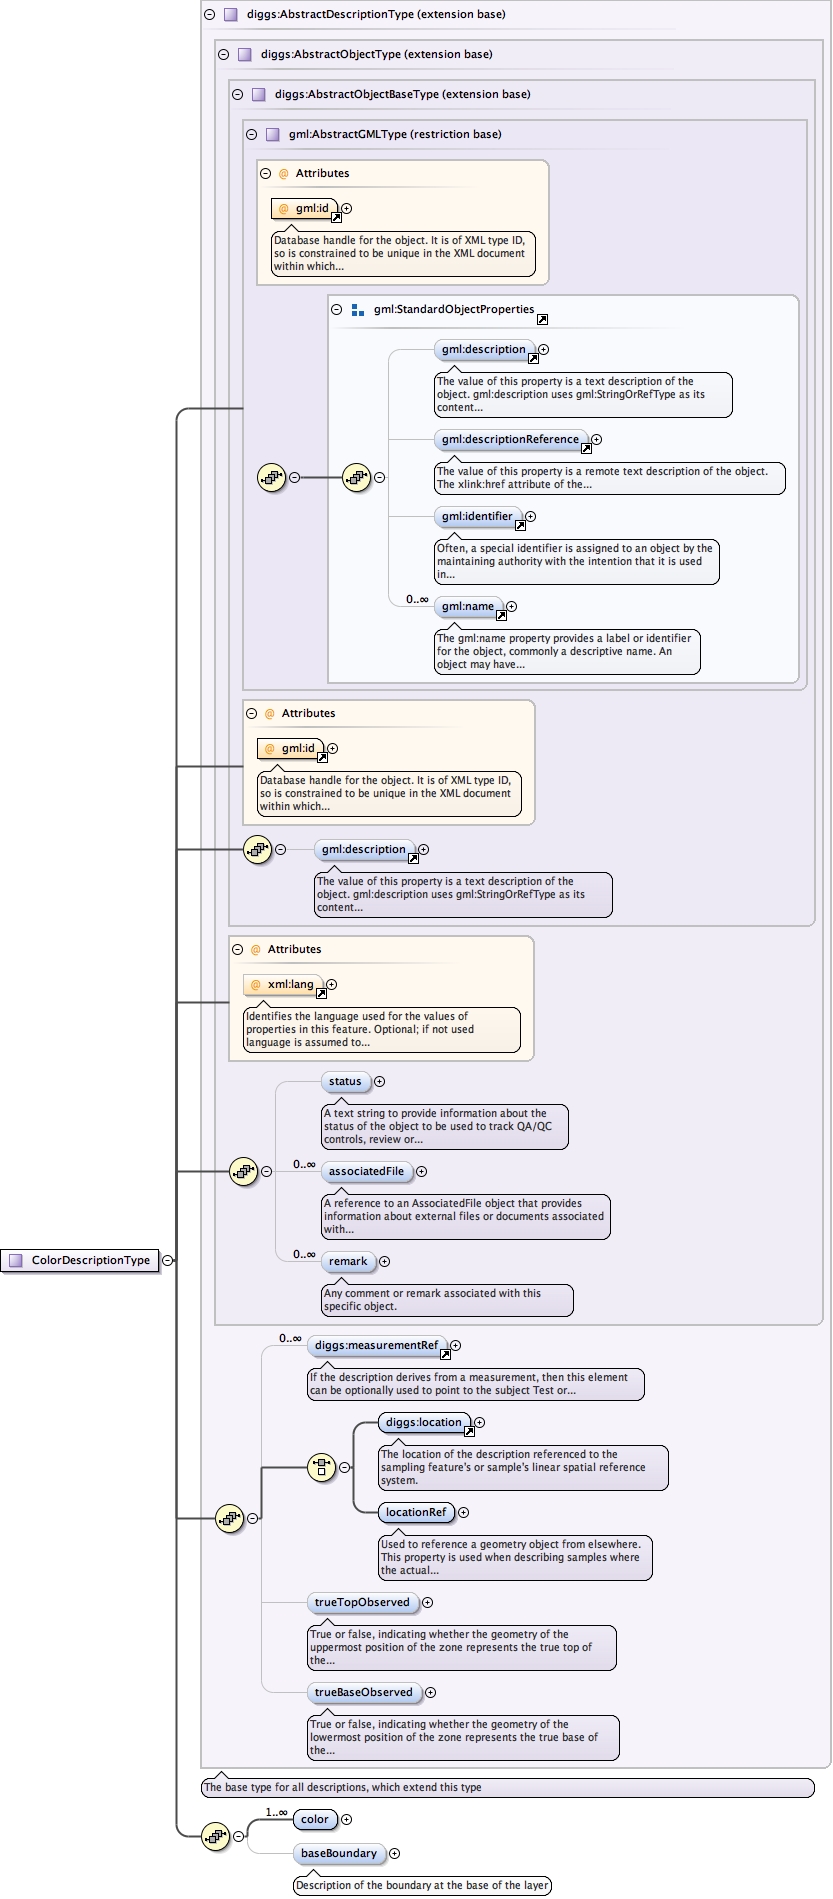 diggs:AbstractDescriptionType (extension base)
diggs:AbstractObjectType (extension base)
diggs:AbstractObjectBaseType (extension base)
gml:AbstractGMLType (restriction base)
@ Attributes
@ gml:id
Database handle for the object. It is of XML type ID,
so is constrained to be unique in the XML document
within which...
gml:StandardObjectProperties
gml:description
The value of this property is a text description of the
object. gml:description uses gml:StringOrRefType as its
content...
gml:descriptionReference
The value of this property is a remote text description of the object.
The xlink:href attribute of the...
gml:identifier
Often, a special identifier is assigned to an object by the
maintaining authority with the intention that it is used
in...
0..∞
gml:name
The gml:name property provides a label or identifier
for the object, commonly a descriptive name. An
object may have...
@ Attributes
@ gml:id
Database handle for the object. It is of XML type ID,
so is constrained to be unique in the XML document
within which...
gml:description
The value of this property is a text description of the
object. gml:description uses gml:StringOrRefType as its
content...
@ Attributes
@ xml:lang
Identifies the language used for the values of
properties in this feature. Optional; if not used
language is assumed to...
status
A text string to provide information about the
status of the object to be used to track QA/QC
controls, review or...
0..∞
associatedFile
A reference to an AssociatedFile object that provides
information about external files or documents associated
with...
0..∞
remark
Any comment or remark associated with this
specific object.
ColorDescriptionType
0..∞
diggs:measurementRef
If the description derives from a measurement, then this element
can be optionally used to point to the subject Test or...
diggs:location
The location of the description referenced to the
sampling feature's or sample's linear spatial reference
system.
locationRef
Used to reference a geometry object from elsewhere.
This property is used when describing samples where
the actual...
trueTopObserved
True or false, indicating whether the geometry of the
uppermost position of the zone represents the true top of
the...
trueBaseObserved
True or false, indicating whether the geometry of the
lowermost position of the zone represents the true base of
the...
The base type for all descriptions, which extend this type
1..∞
color
baseBoundary
Description of the boundary at the base of the layer